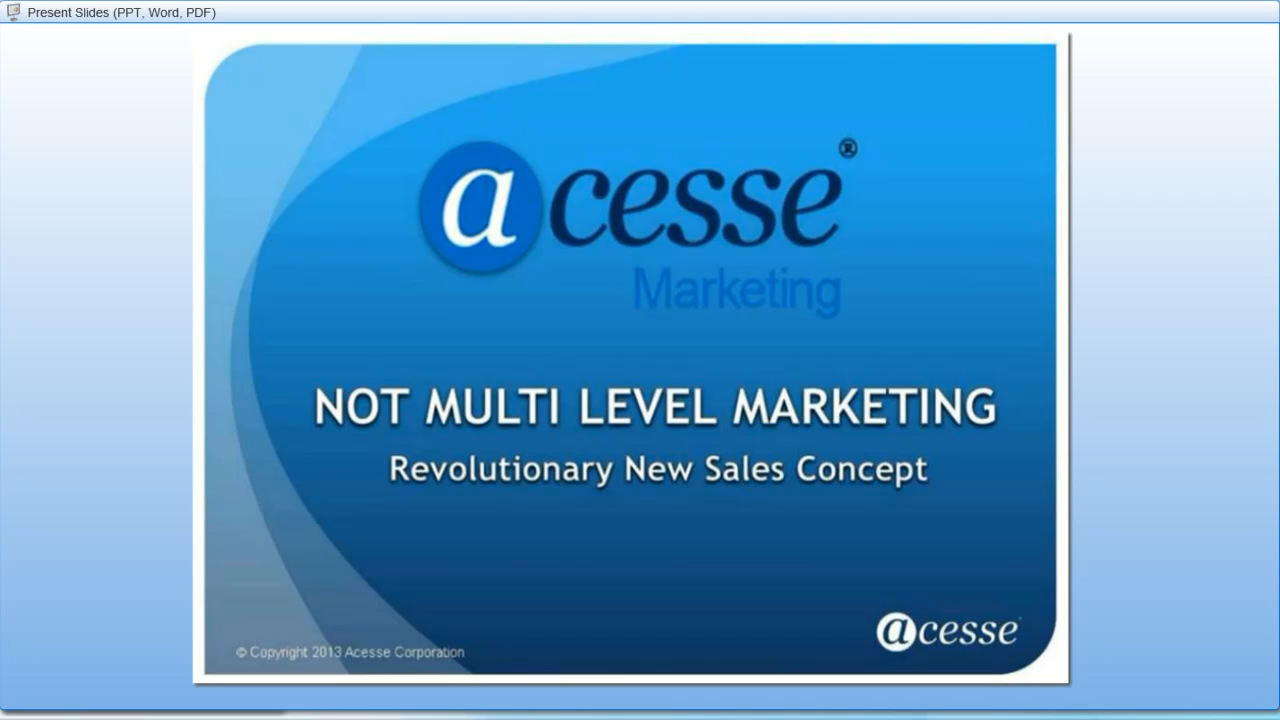 Present Slides (PPT, Word, PDF)
acesse®
Marketing
NOT MULTI LEVEL MARKETING
Revolutionary New Sales Concept
© Copyright 2013 Acesse Corporation
acesse